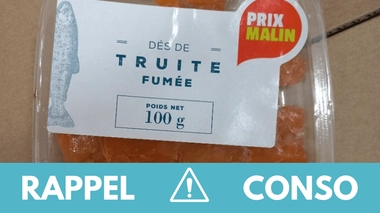 PRIX
MALIN
DÉS DE
TRUITE
FUMÉE
POIDS NET
100 g
RAPPEL CONSO